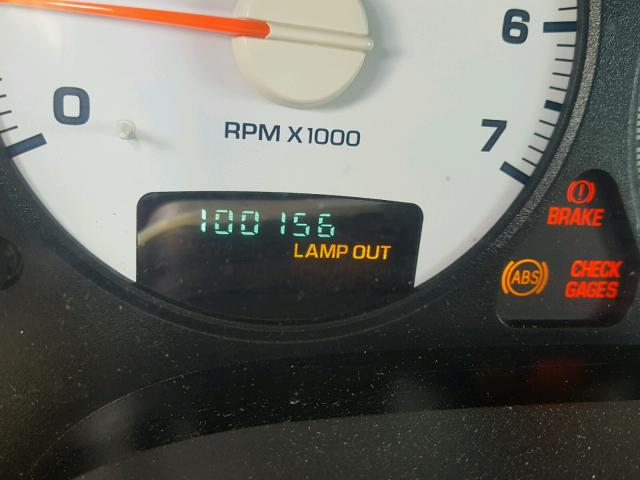 6
0
7
RPM X1000
100156
LAMP OUT
BRAKE
ABS
CHECK
GAGES